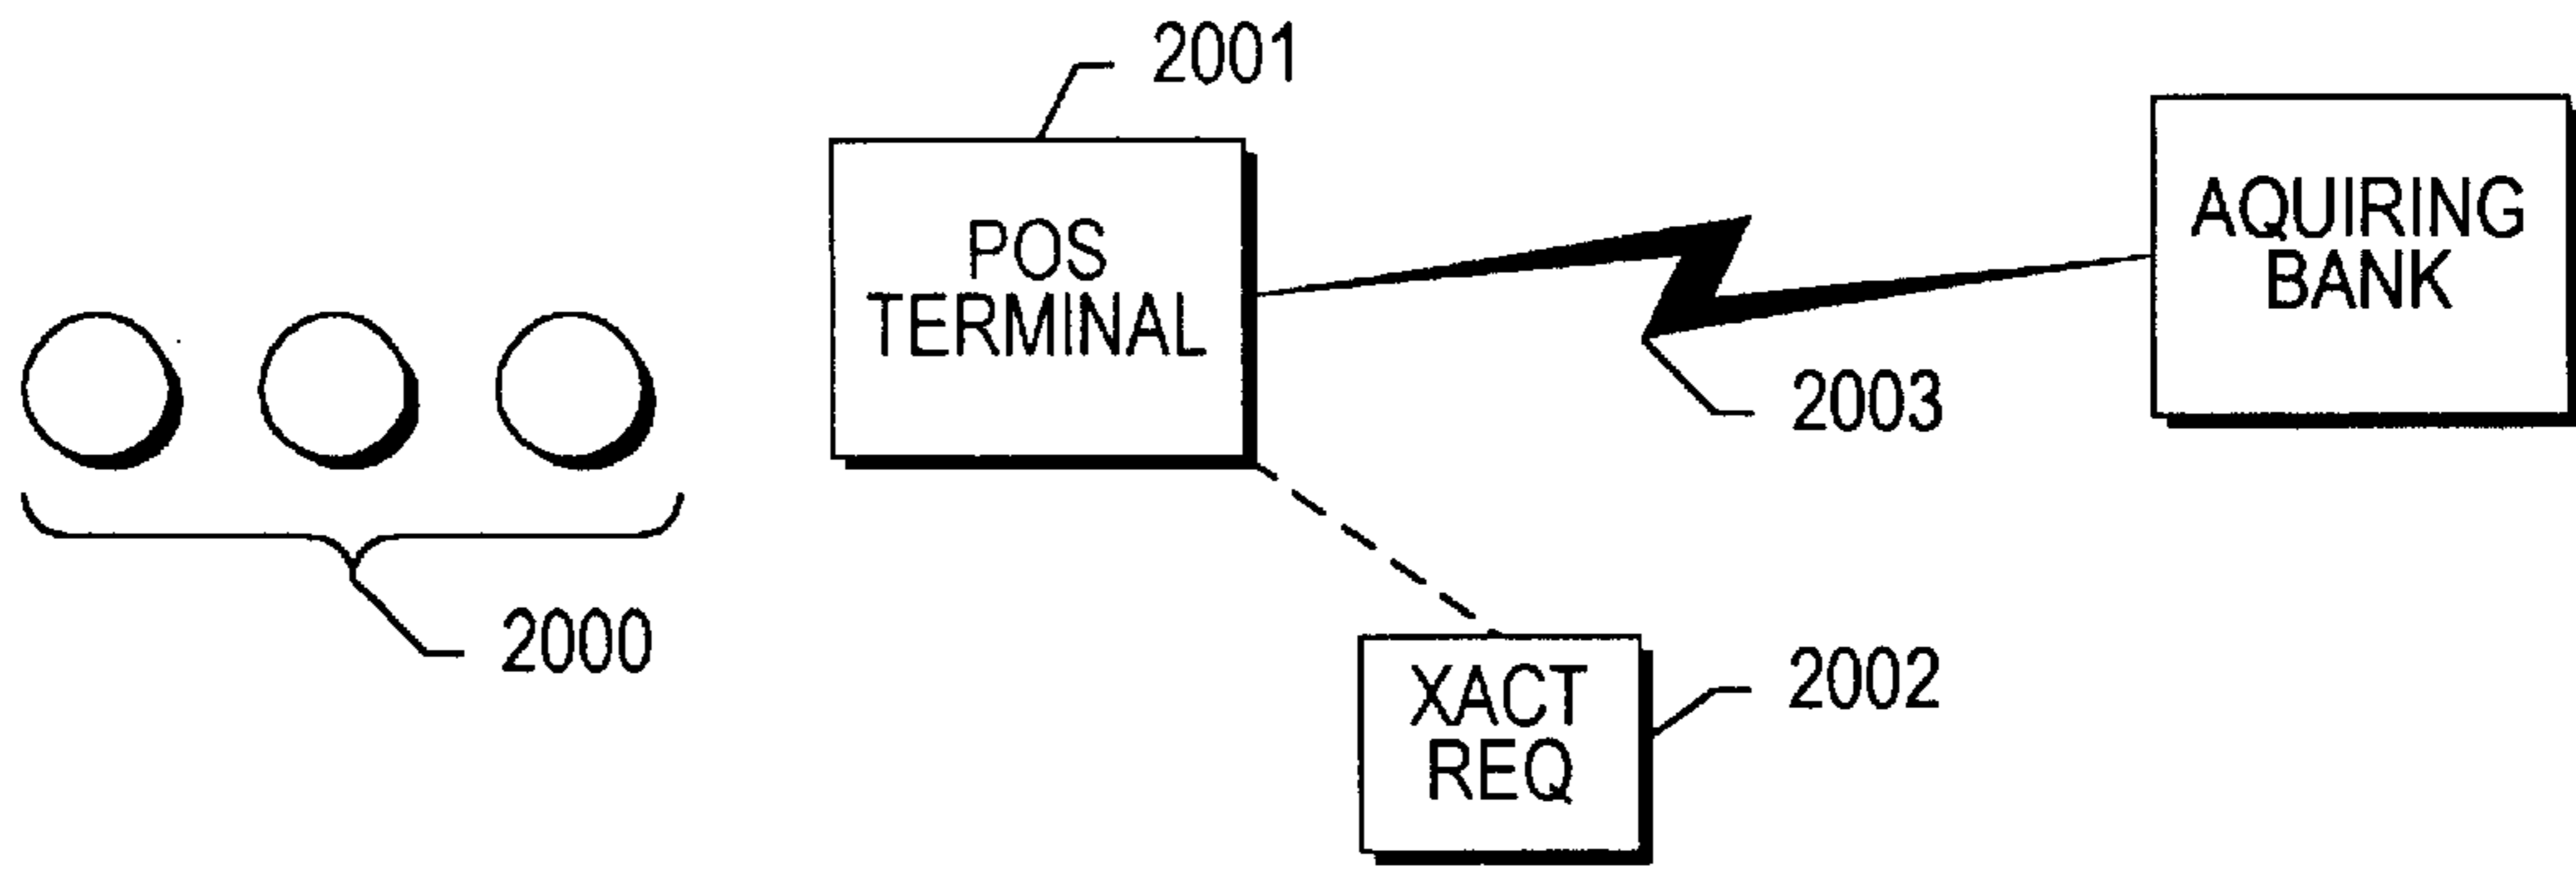 2001
POS
TERMINAL
AQUIRING
BANK
2003
2000
XACT
REQ
2002